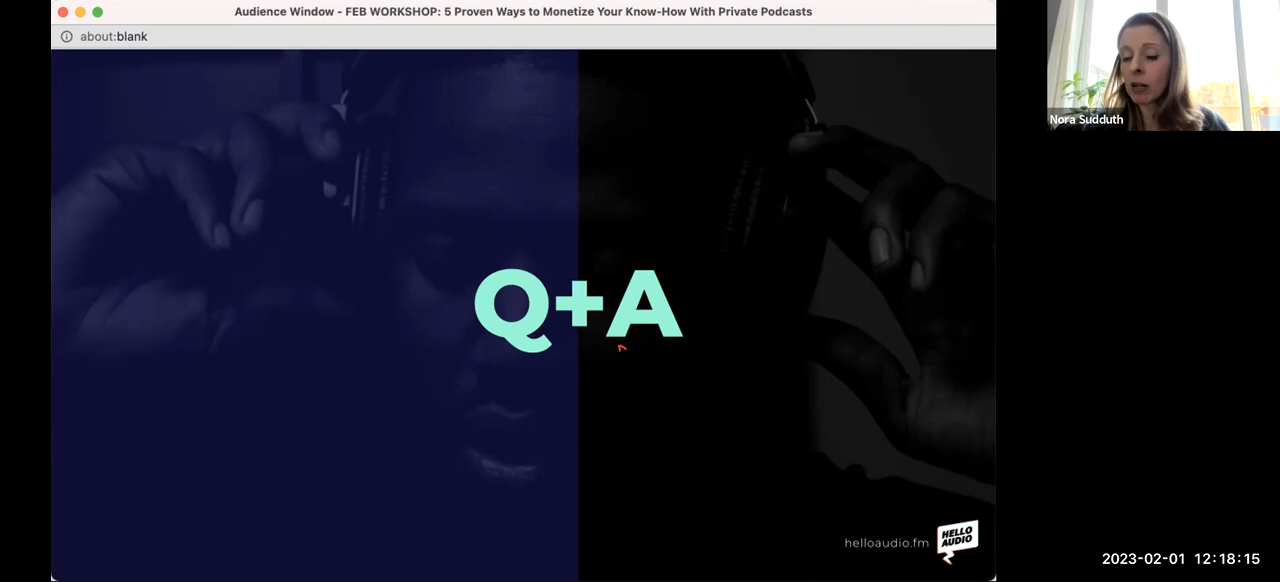 Audience Window - FEB WORKSHOP: 5 Proven Ways to Monetize Your Know-How With Private Podcasts
about:blank
Nora Sudduth
Q+A
helloaudio.fm
HELLO
AUDIO
2023-02-01 12:18:15